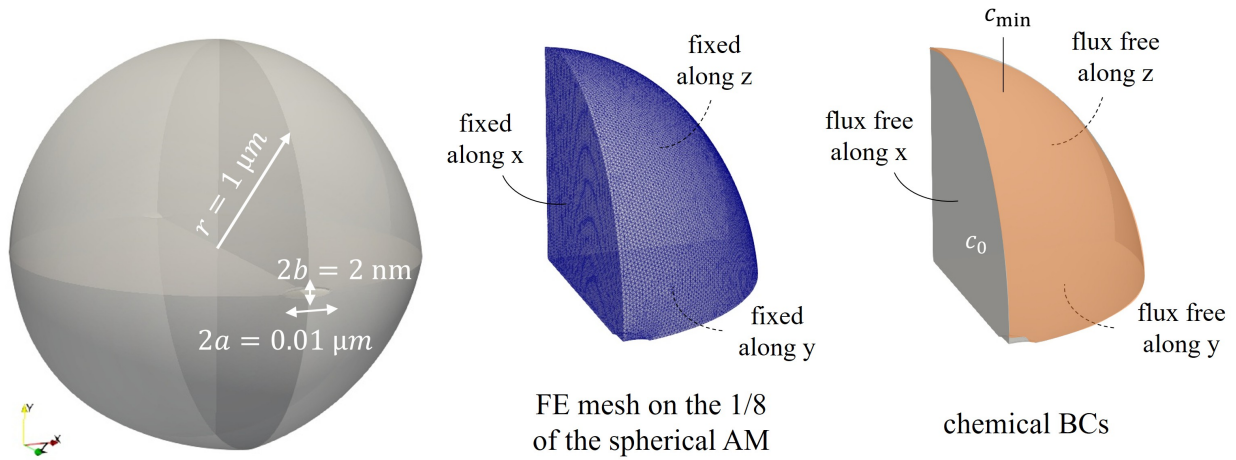 r = 1 μm
2b = 2 nm
2a = 0.01 μm
Y
X
Z
fixed
along x
fixed
along z
fixed
along y
FE mesh on the 1/8
of the spherical AM
c_min
flux free
along z
flux free
along x
c_0
flux free
along y
chemical BCs